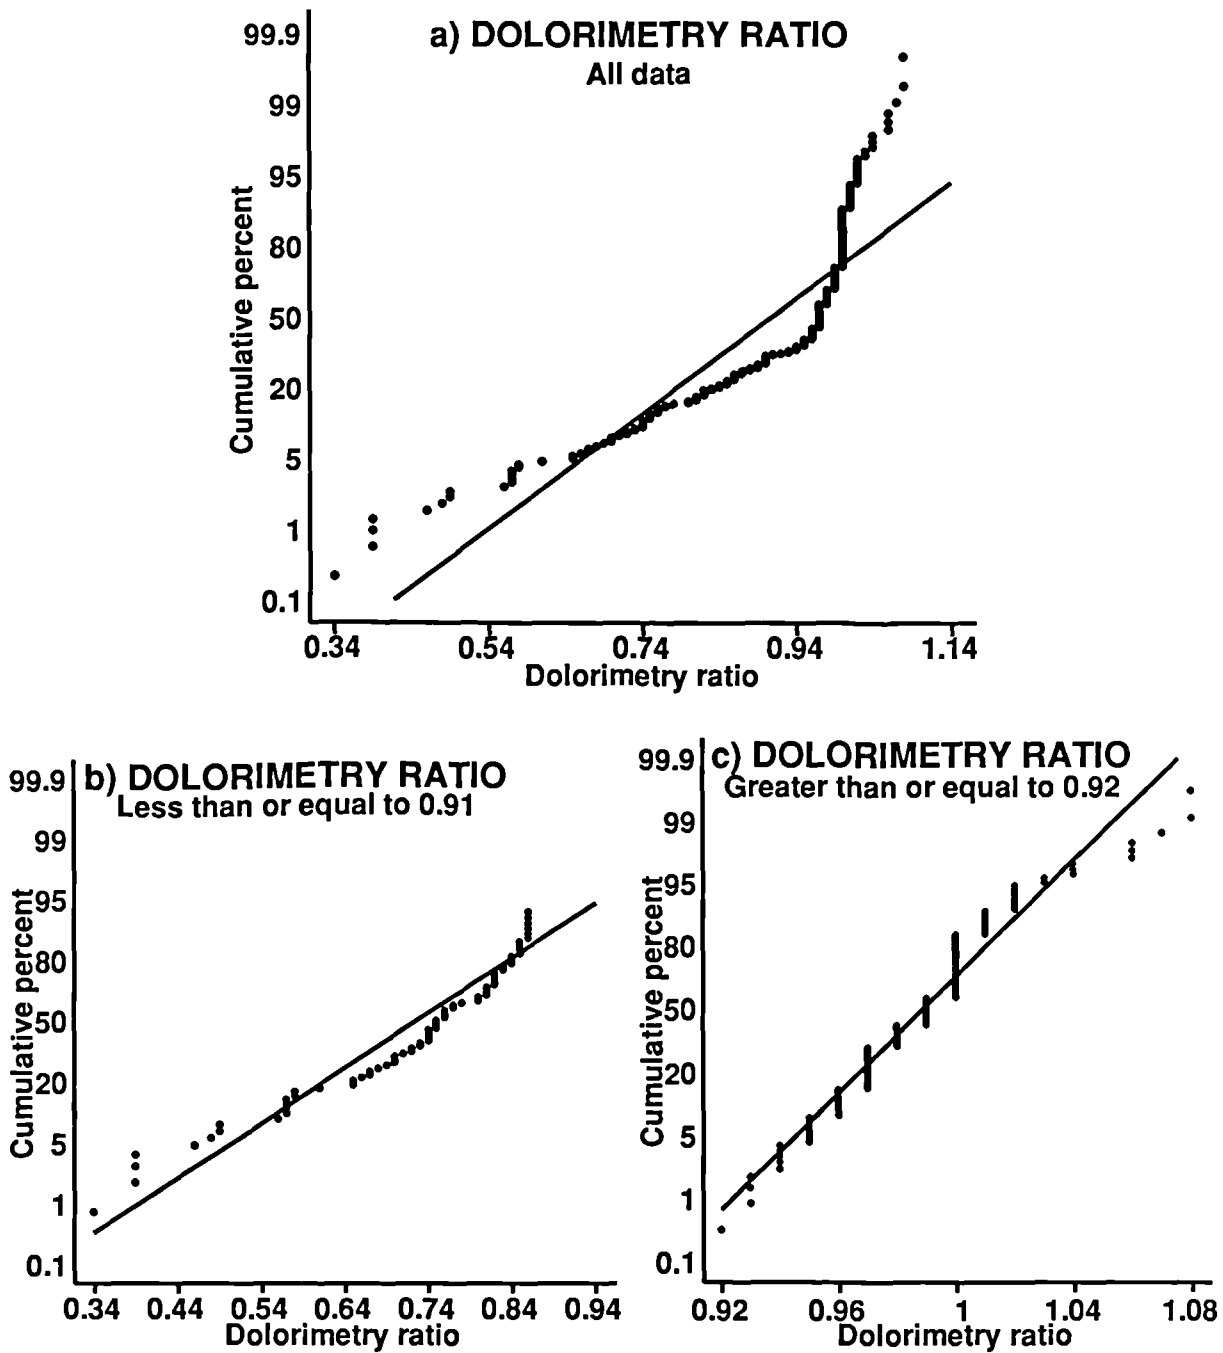 a) DOLORIMETRY RATIO
All data
Cumulative percent
99.9
99
95
80
50
20
5
1
0.1
0.34 0.54 0.74 0.94 1.14
Dolorimetry ratio
b) DOLORIMETRY RATIO
Less than or equal to 0.91
Cumulative percent
99.9
99
95
80
50
20
5
1
0.1
0.34 0.44 0.54 0.64 0.74 0.84 0.94
Dolorimetry ratio
c) DOLORIMETRY RATIO
Greater than or equal to 0.92
Cumulative percent
99.9
99
95
80
50
20
5
1
0.1
0.92 0.96 1 1.04 1.08
Dolorimetry ratio